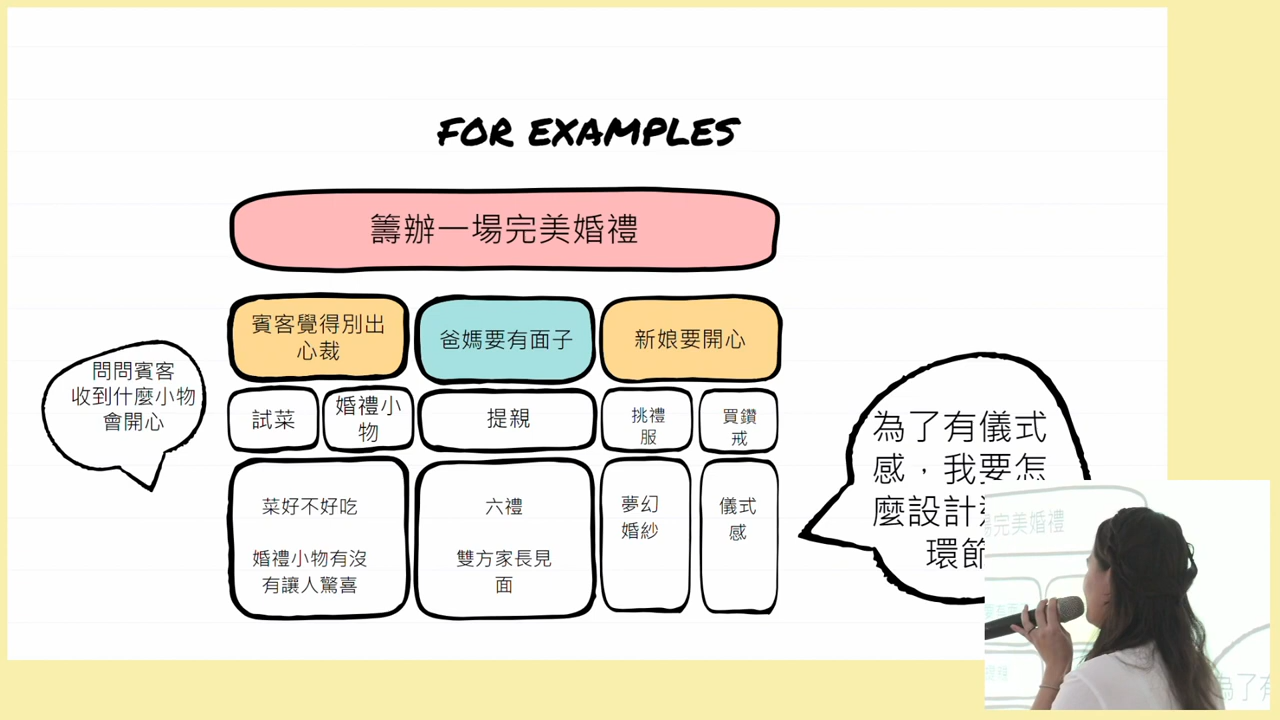 FOR EXAMPLES
籌辦一場完美婚禮
賓客覺得別出
心裁
爸媽要有面子
新娘要開心
問問賓客
收到什麼小物
會開心
試菜
婚禮小
物
提親
挑禮
服
買鑽
戒
菜好不好吃
婚禮小物有沒
有讓人驚喜
六禮
雙方家長見
面
夢幻
婚紗
儀式
感
為了有儀式
感，我要怎
麼設計
環節
完美婚禮
為了有